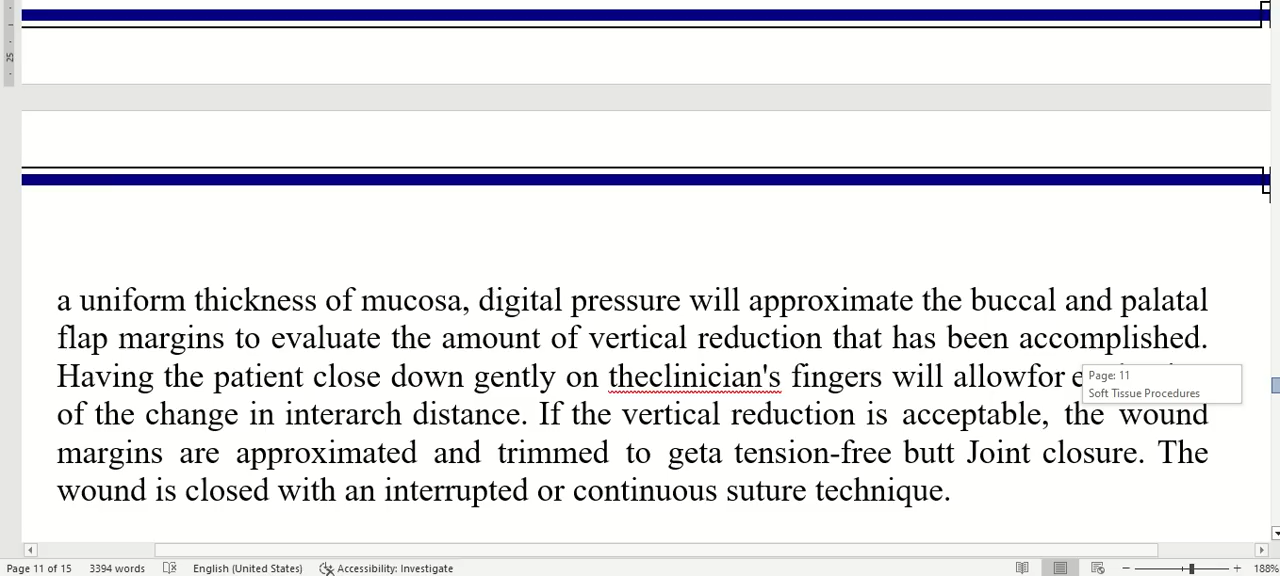 25
a uniform thickness of mucosa, digital pressure will approximate the buccal and palatal
flap margins to evaluate the amount of vertical reduction that has been accomplished.
Having the patient close down gently on theclinician's fingers will allowfor
Page: 11
Soft Tissue Procedures
of the change in interarch distance. If the vertical reduction is acceptable, the wound
margins are approximated and trimmed to geta tension-free butt Joint closure. The
wound is closed with an interrupted or continuous suture technique.
Page 11 of 15 3394 words English (United States) Accessibility: Investigate 188%